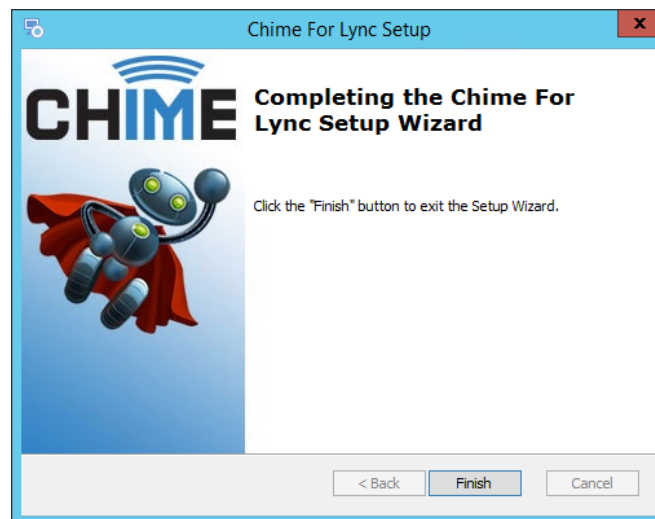 Chime For Lync Setup
x
CHIME
Completing the Chime For
Lync Setup Wizard
Click the "Finish" button to exit the Setup Wizard.
< Back
Finish
Cancel